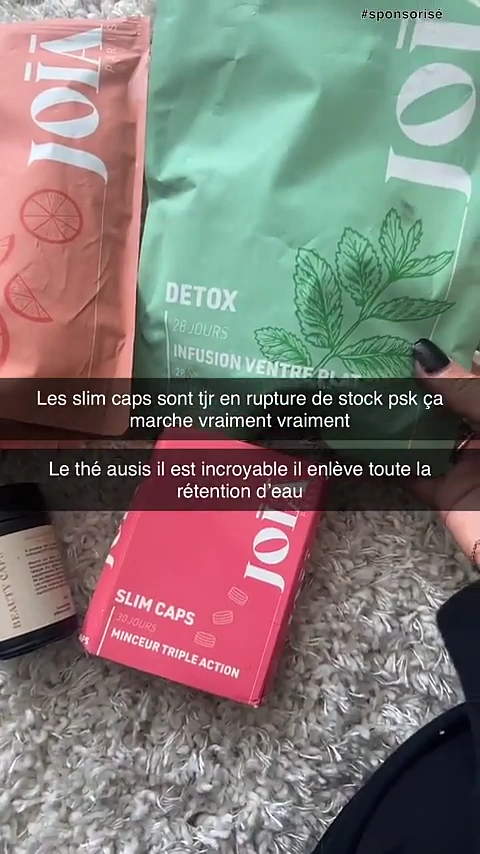 #sponsorisé
JOÏA
PARIS
JOÏA
DETOX
28 JOURS
INFUSION VENTRE PLAT
28
Les slim caps sont tjr en rupture de stock psk ça
marche vraiment vraiment
Le thé ausis il est incroyable il enlève toute la
rétention d'eau
JOÏA
BEAUTY
SLIM CAPS
30 JOURS
MINCEUR TRIPLE ACTION
CAPS